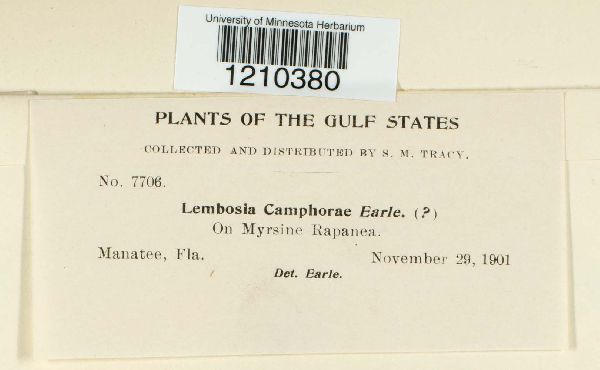 University of Minnesota Herbarium
1210380
PLANTS OF THE GULF STATES
COLLECTED AND DISTRIBUTED BY S. M. TRACY.
No. 7706.
Lembosia Camphorae Earle. (?)
On Myrsine Rapanea.
Manatee, Fla. November 29, 1901
Det. Earle.